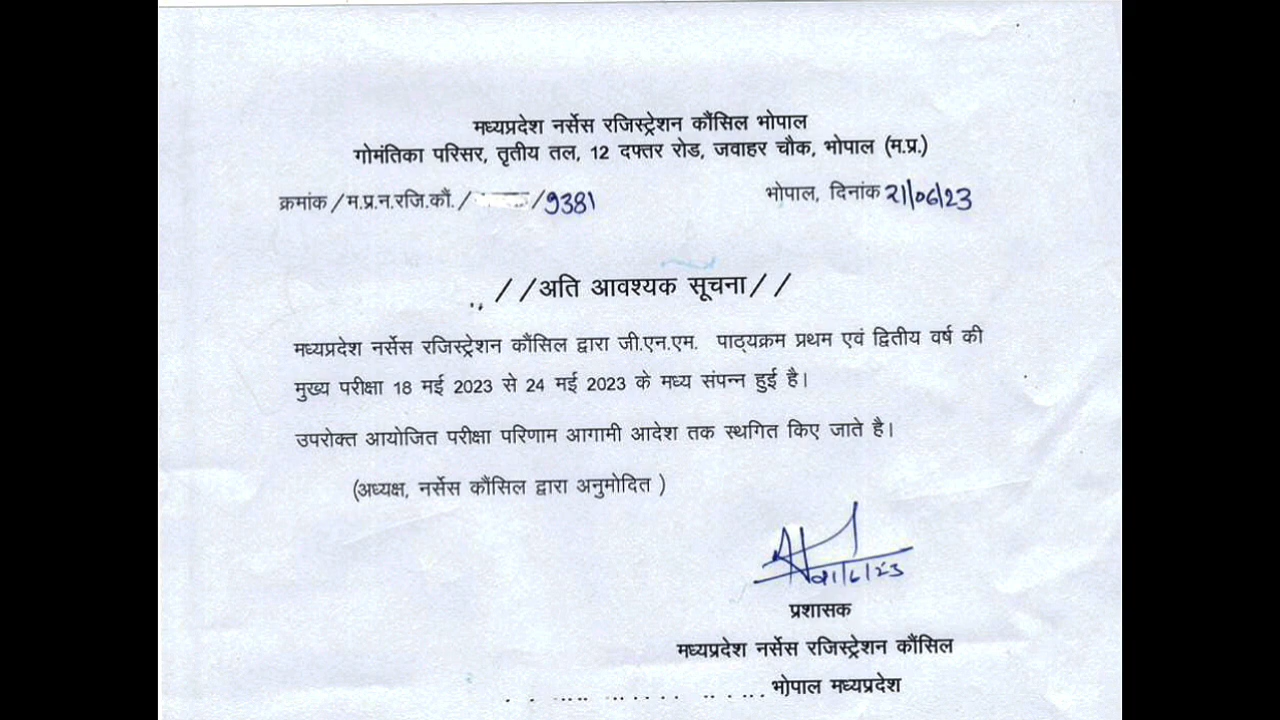 मध्यप्रदेश नर्सेस रजिस्ट्रेशन कौंसिल भोपाल
गोमंतिका परिसर, तृतीय तल, 12 दफ्तर रोड, जवाहर चौक, भोपाल (म.प्र.)
क्रमांक/म.प्र.न.रजि.कौं./ /9381 भोपाल, दिनांक 21/06/23
//अति आवश्यक सूचना//
मध्यप्रदेश नर्सेस रजिस्ट्रेशन कौंसिल द्वारा जी.एन.एम. पाठ्यक्रम प्रथम एवं द्वितीय वर्ष की
मुख्य परीक्षा 18 मई 2023 से 24 मई 2023 के मध्य संपन्न हुई है।
उपरोक्त आयोजित परीक्षा परिणाम आगामी आदेश तक स्थगित किए जाते है।
(अध्यक्ष, नर्सेस कौंसिल द्वारा अनुमोदित )
21/6/23
प्रशासक
मध्यप्रदेश नर्सेस रजिस्ट्रेशन कौंसिल
भोपाल मध्यप्रदेश